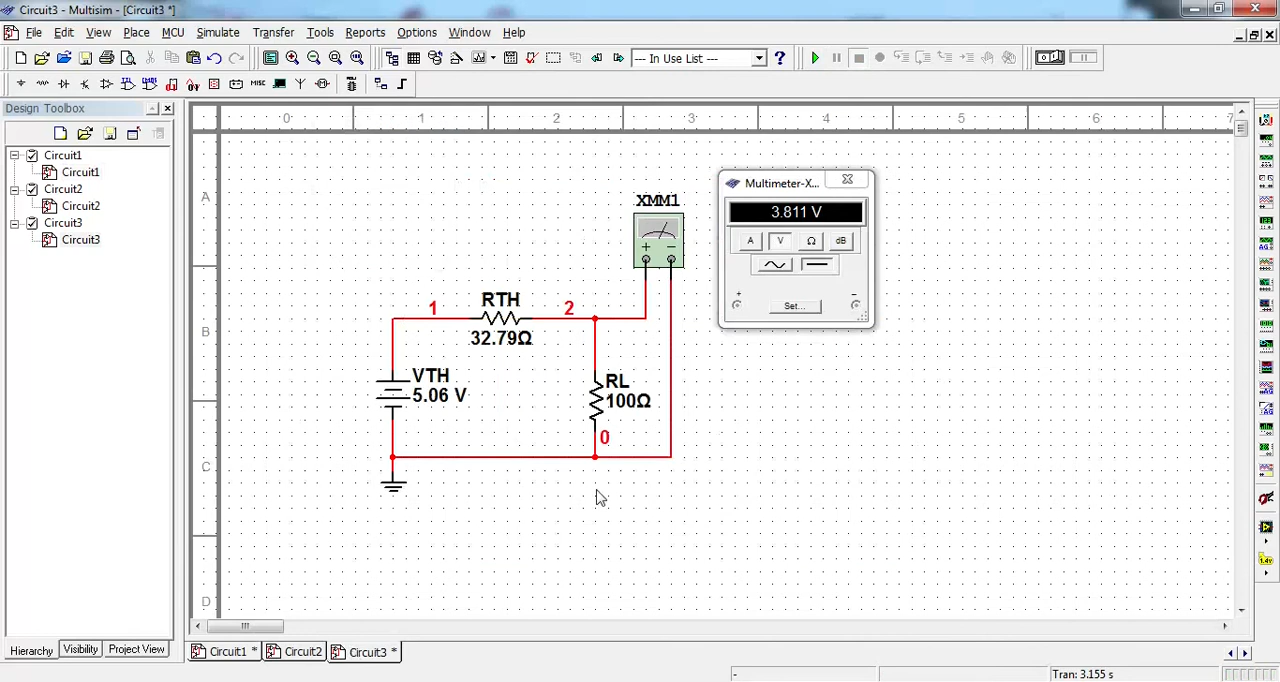 Circuit3 - Multisim - [Circuit3 *]
File Edit View Place MCU Simulate Transfer Tools Reports Options Window Help
--- In Use List ---
MISC
Design Toolbox
Circuit1
Circuit1
Circuit2
Circuit2
Circuit3
Circuit3
0 1 2 3 4 5 6 7
A
B
C
D
XMM1
Multimeter-X...
3.811 V
A V Ω dB
+ −
Set...
+ −
1
RTH
2
32.79Ω
VTH
5.06 V
RL
100Ω
0
Hierarchy Visibility Project View
Circuit1 * Circuit2 Circuit3 *
- Tran: 3.155 s